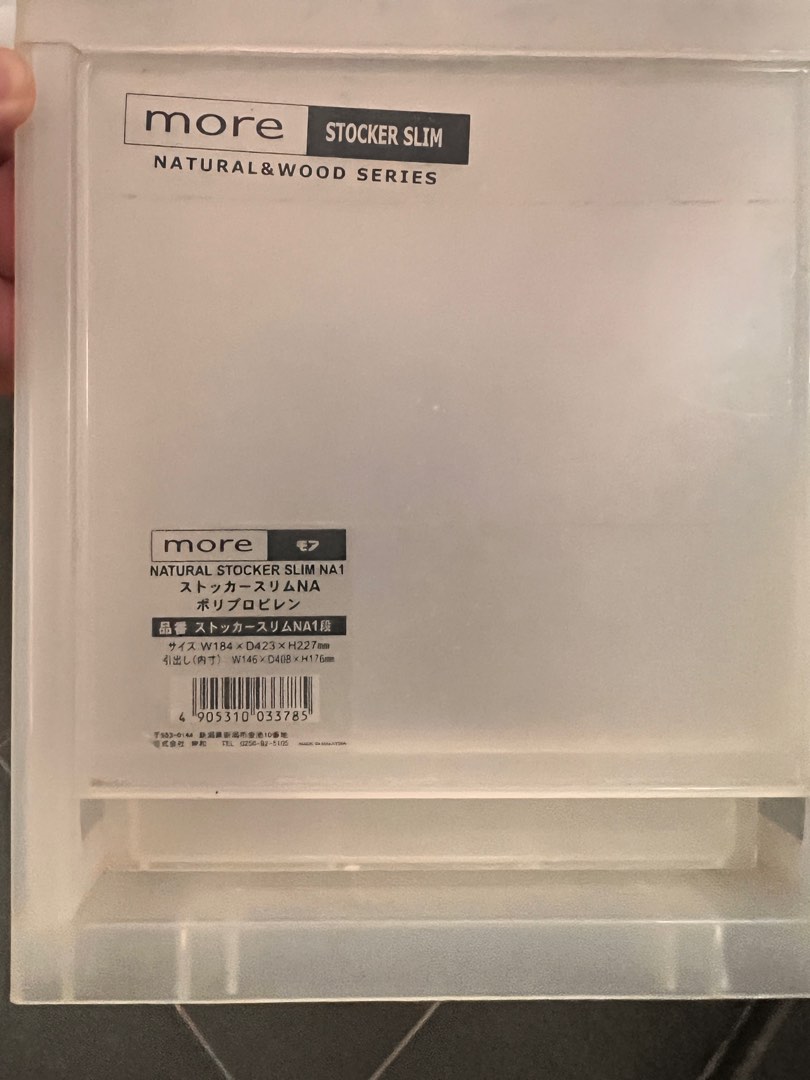 more STOCKER SLIM
NATURAL&WOOD SERIES
more モア
NATURAL STOCKER SLIM NA1
ストッカースリムNA
ポリプロピレン
品番 ストッカースリムNA1段
サイズ W184×D423×H227mm
引出し(内寸) W146×D408×H176mm
4 905310 033785
TEL